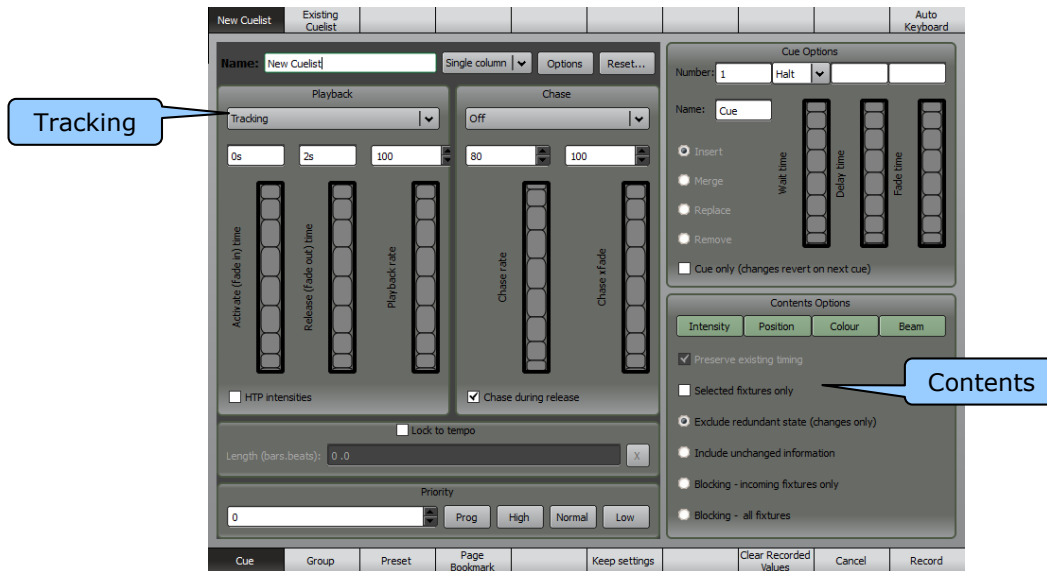 New Cuelist
Existing Cuelist
Auto Keyboard
Name: New Cuelist Single column Options Reset...
Tracking
Playback
Tracking
0s 2s 100
Activate (fade in) time
Release (fade out) time
Playback rate
HTP intensities
Chase
Off
80 100
Chase rate
Chase xfade
Chase during release
Lock to tempo
Length (bars.beats): 0 .0 X
Priority
0 Prog High Normal Low
Cue Options
Number: 1 Halt
Name: Cue
Insert
Merge
Replace
Remove
Wait time
Delay time
Fade time
Cue only (changes revert on next cue)
Contents Options
Intensity Position Colour Beam
Preserve existing timing
Selected fixtures only
Contents
Exclude redundant state (changes only)
Include unchanged information
Blocking - incoming fixtures only
Blocking - all fixtures
Cue Group Preset Page Bookmark Keep settings Clear Recorded Values Cancel Record